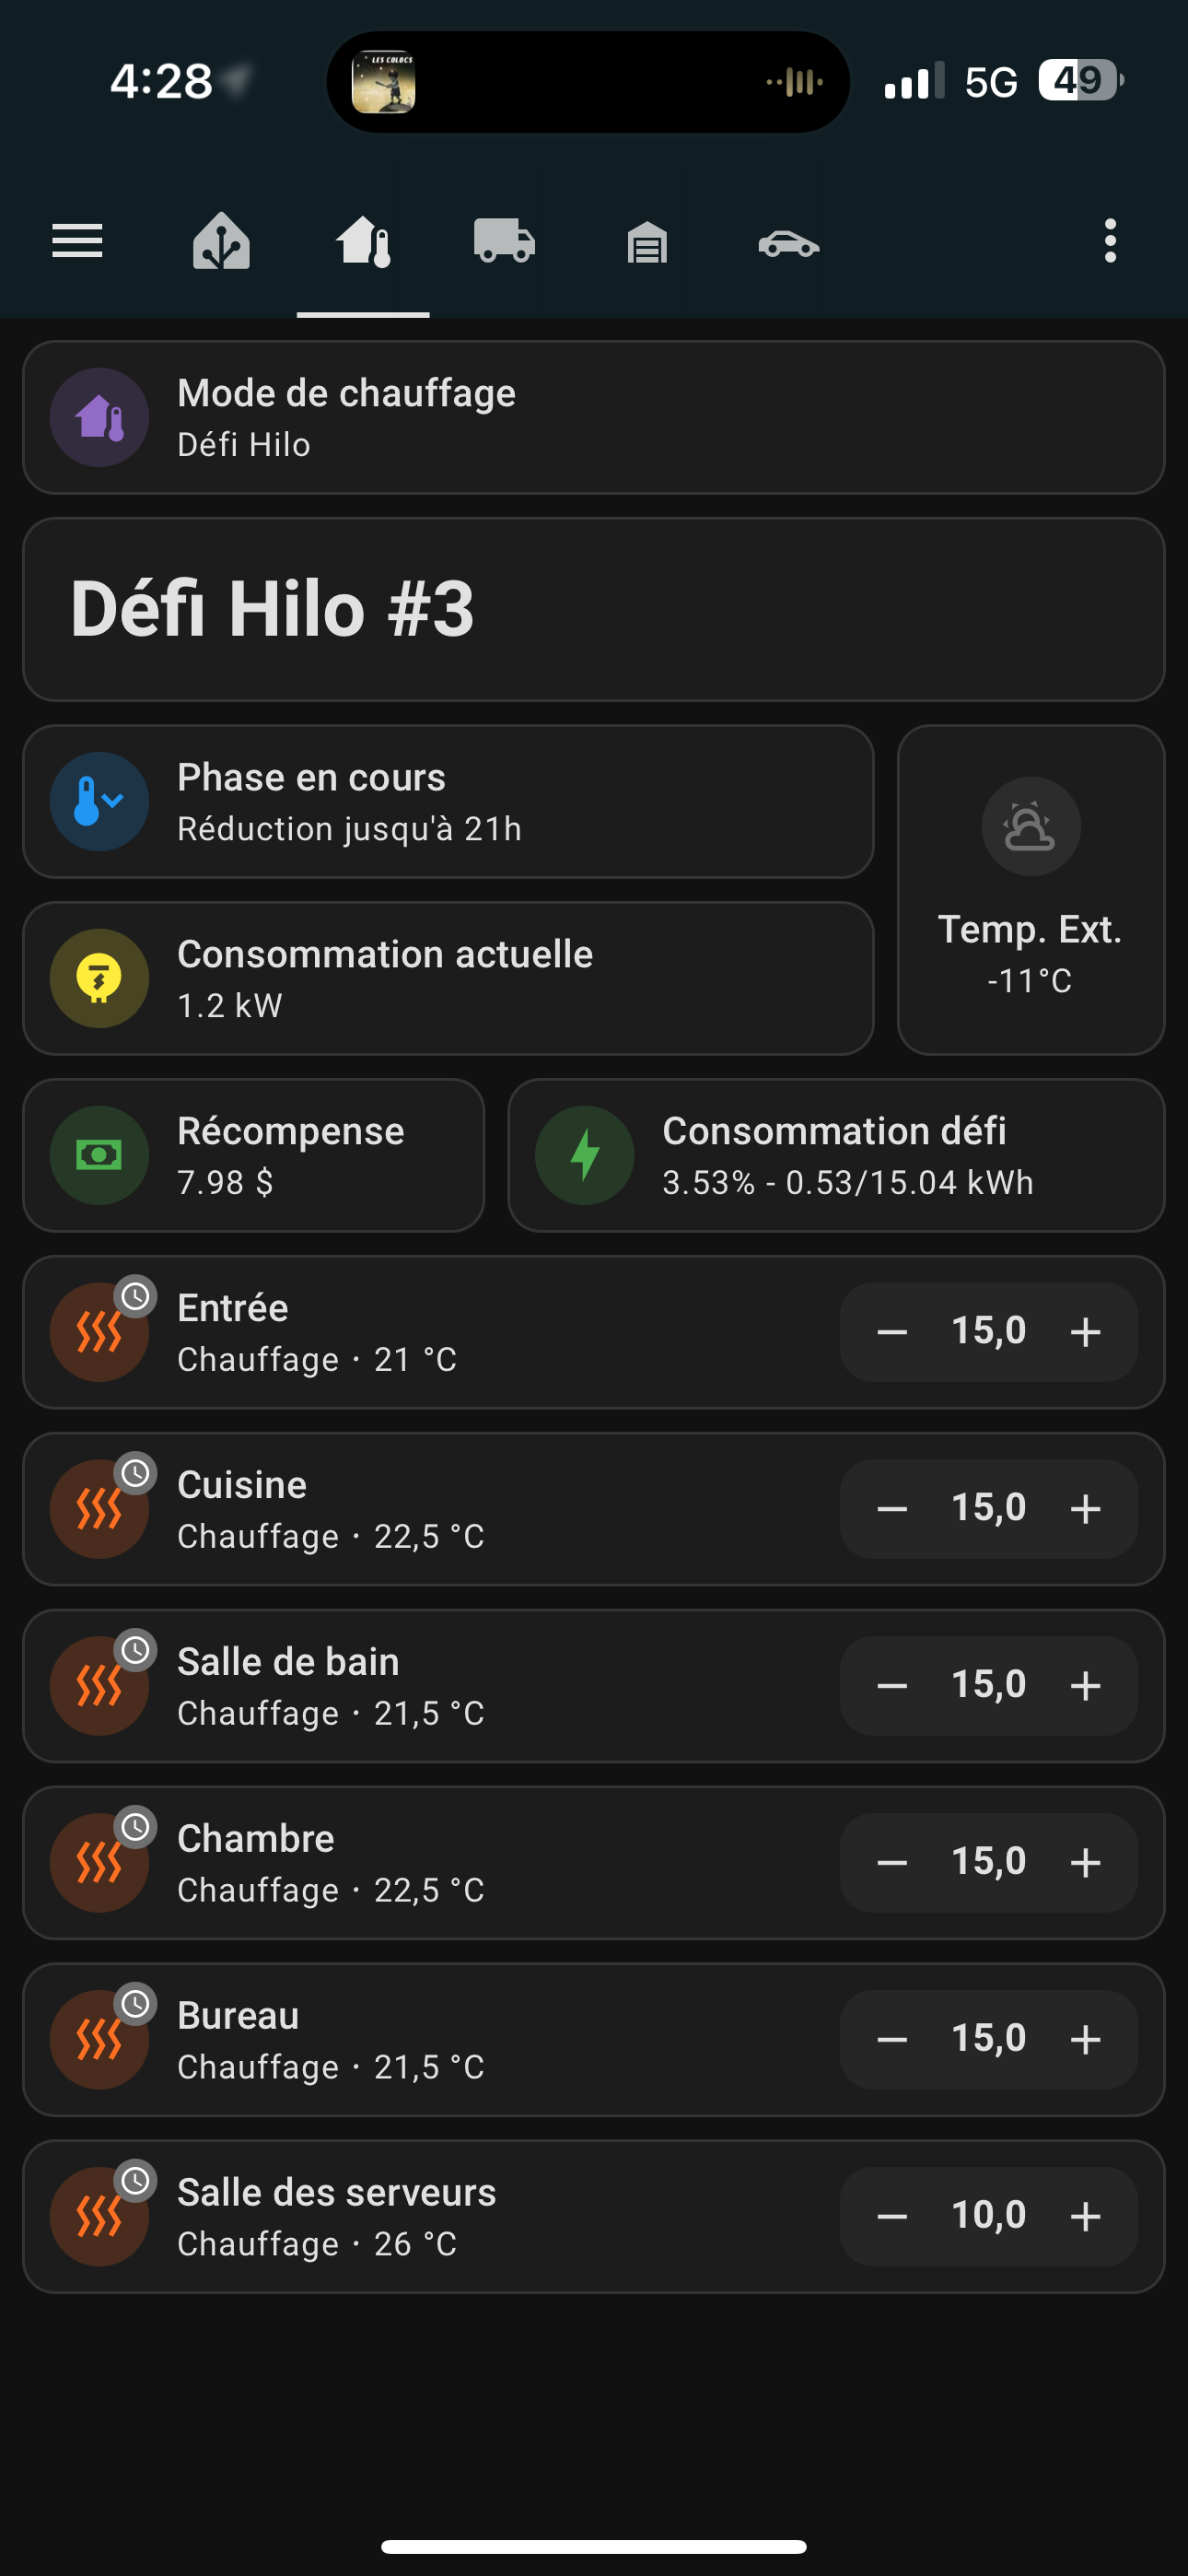 4:28
LES COLOCS
5G
49
Mode de chauffage
Défi Hilo
Défi Hilo #3
Phase en cours
Réduction jusqu'à 21h
Consommation actuelle
1.2 kW
Temp. Ext.
-11°C
Récompense
7.98 $
Consommation défi
3.53% - 0.53/15.04 kWh
Entrée
Chauffage · 21 °C
15,0
Cuisine
Chauffage · 22,5 °C
15,0
Salle de bain
Chauffage · 21,5 °C
15,0
Chambre
Chauffage · 22,5 °C
15,0
Bureau
Chauffage · 21,5 °C
15,0
Salle des serveurs
Chauffage · 26 °C
10,0